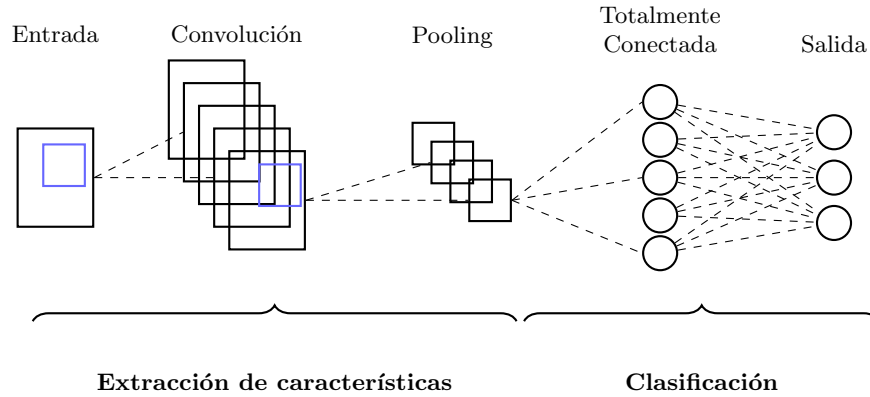 Entrada
Convolución
Pooling
Totalmente
Conectada
Salida
Extracción de características
Clasificación